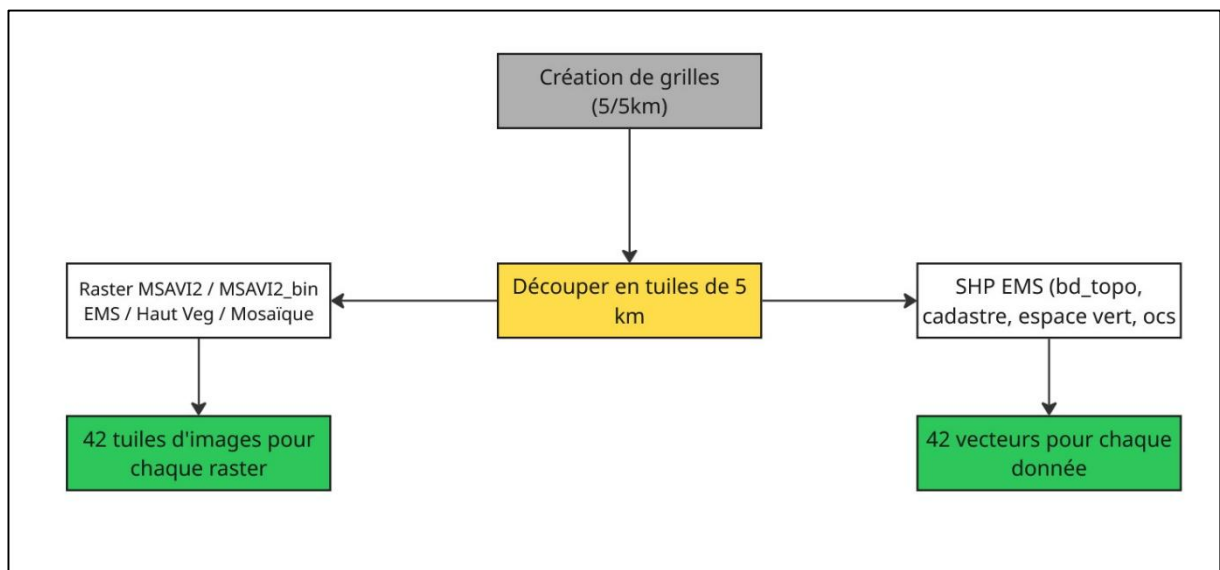 Création de grilles
(5/5km)
Raster MSAVI2 / MSAVI2_bin
EMS / Haut Veg / Mosaïque
Découper en tuiles de 5
km
SHP EMS (bd_topo,
cadastre, espace vert, ocs
42 tuiles d'images pour
chaque raster
42 vecteurs pour chaque
donnée